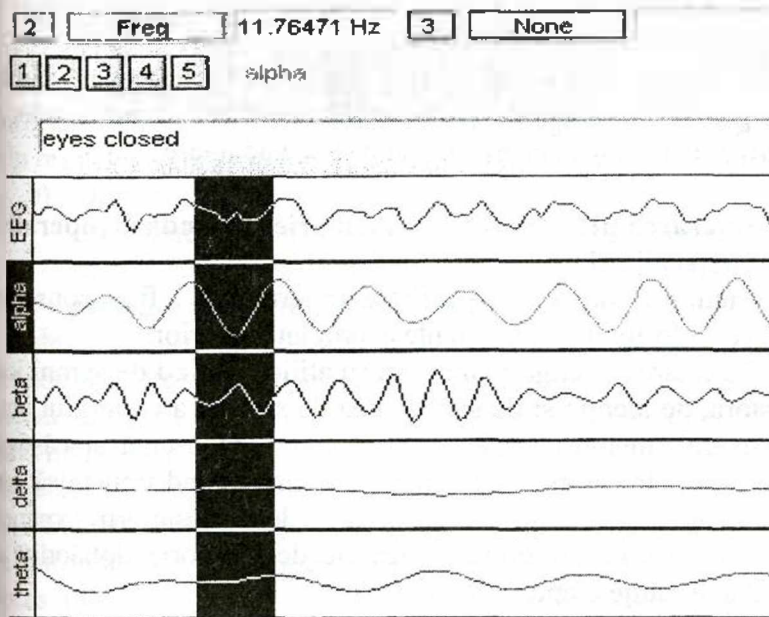 2 Freq 11.76471 Hz 3 None
1 2 3 4 5 alpha
eyes closed
EEG
alpha
beta
delta
theta